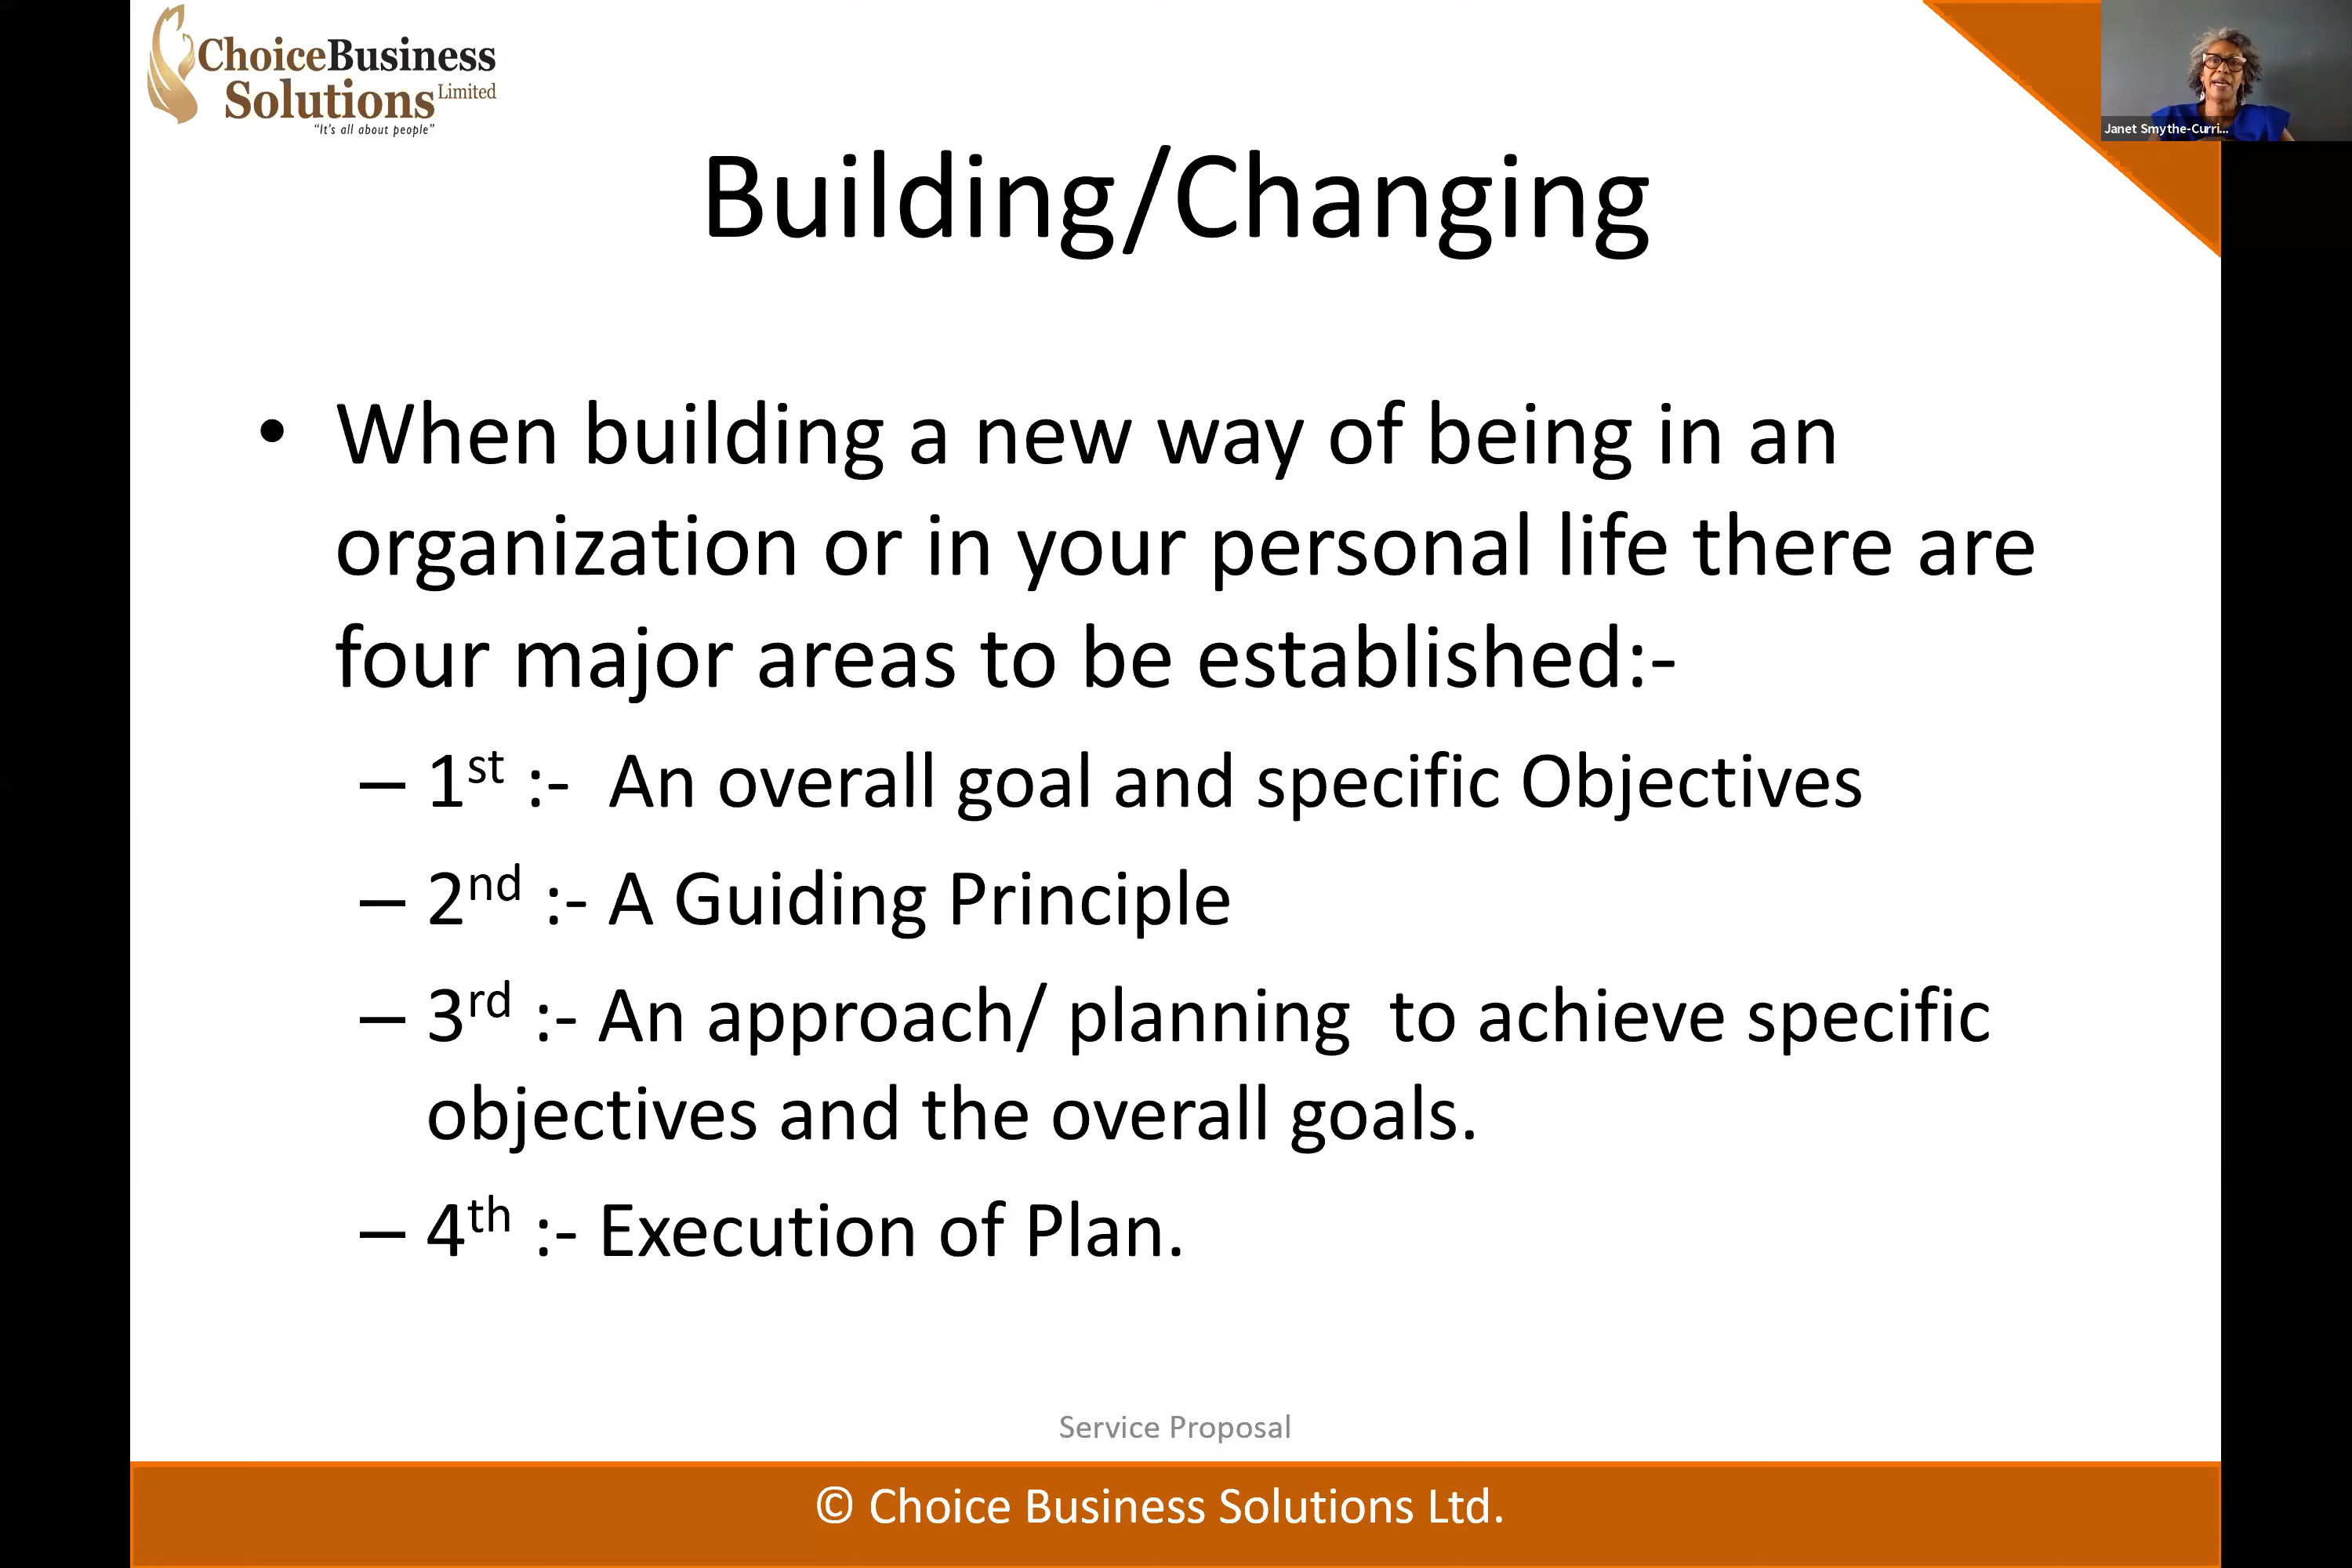 ChoiceBusiness
Solutions Limited
"It's all about people"
Janet Smythe-Curri...
Building/Changing
• When building a new way of being in an
organization or in your personal life there are
four major areas to be established:-
– 1st :-  An overall goal and specific Objectives
– 2nd :- A Guiding Principle
– 3rd :- An approach/ planning  to achieve specific
objectives and the overall goals.
– 4th :- Execution of Plan.
Service Proposal
© Choice Business Solutions Ltd.